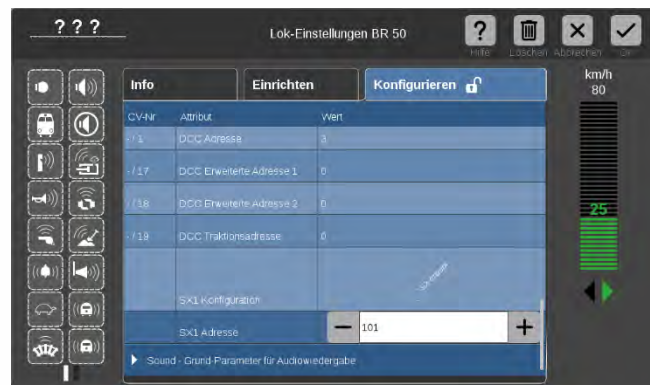 ? ? ?
Lok-Einstellungen BR 50
?
Hilfe
Löschen
Abbrechen
OK
Info
Einrichten
Konfigurieren
km/h
80
CV-Nr
Attribut
Wert
- / 1
DCC Adresse
3
- / 17
DCC Erweiterte Adresse 1
0
- / 18
DCC Erweiterte Adresse 2
0
- / 19
DCC Traktionsadresse
0
SX1 Konfiguration
SX1 Adresse
101
Sound - Grund-Parameter für Audiowiedergabe
25